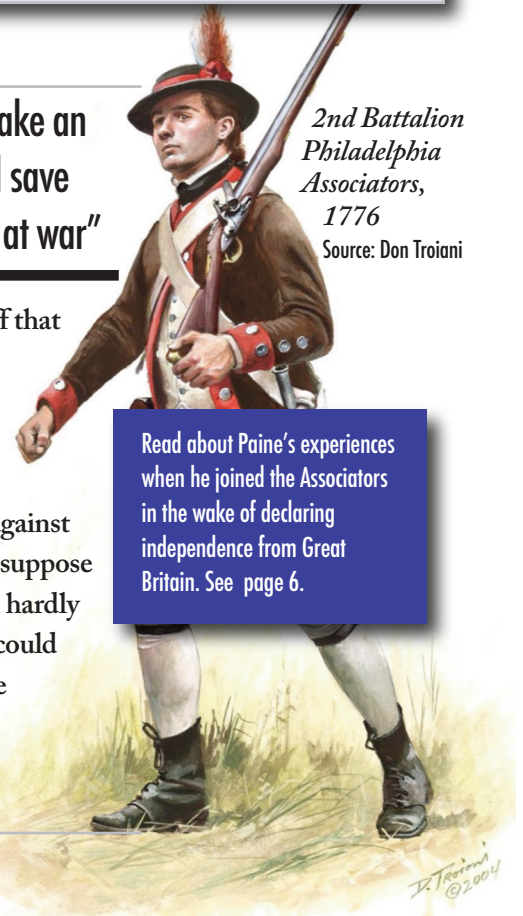 ake an
save
at war”
f that
gainst
suppose
hardly
could
e
2nd Battalion
Philadelphia
Associators,
1776
Source: Don Troiani
Read about Paine’s experiences
when he joined the Associators
in the wake of declaring
independence from Great
Britain. See page 6.
D. Troiani
©2004